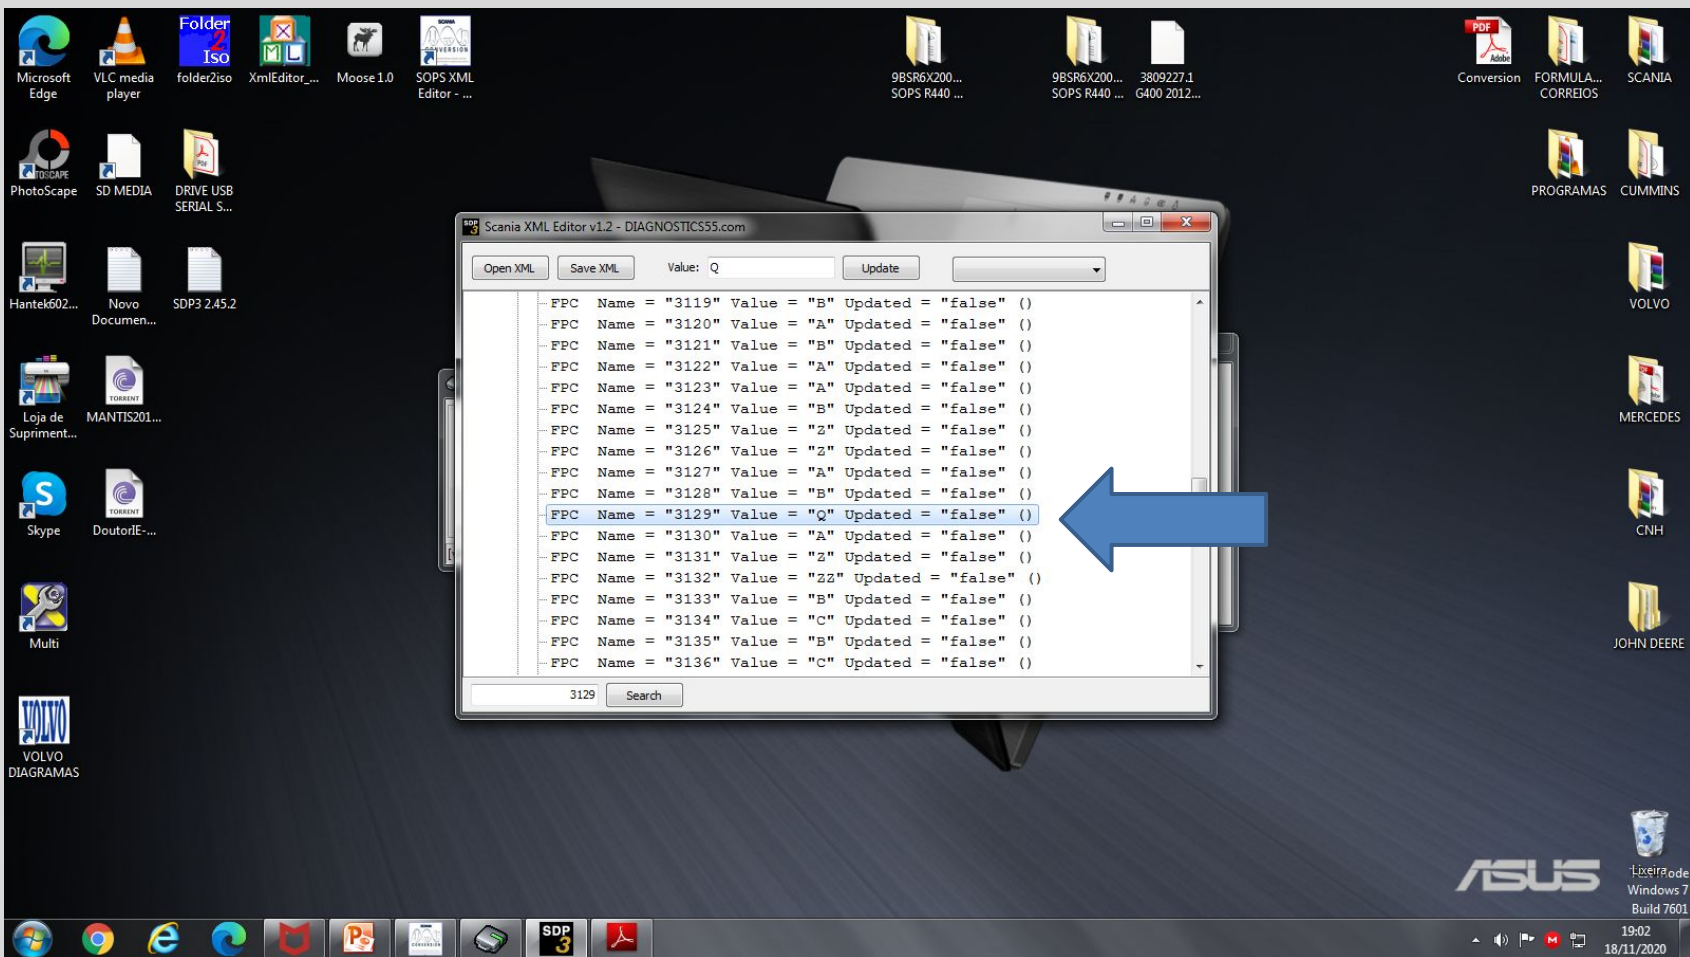 Folder
2
Iso
XML
SCANIA
CONVERSION
Microsoft
Edge
VLC media
player
folder2iso
XmlEditor_...
Moose 1.0
SOPS XML
Editor - ...
9BSR6X200...
SOPS R440 ...
9BSR6X200...
SOPS R440 ...
3809227.1
G400 2012...
PDF
Adobe
Conversion
FORMULA...
CORREIOS
SCANIA
PhotoScape
SD MEDIA
DRIVE USB
SERIAL S...
PROGRAMAS
CUMMINS
Hantek602...
Novo
Documen...
SDP3 2.45.2
VOLVO
Loja de
Supriment...
TORRENT
MANTIS201...
MERCEDES
Skype
TORRENT
DoutorIE-...
CNH
Multi
JOHN DEERE
VOLVO
VOLVO
DIAGRAMAS
SDP
3
Scania XML Editor v1.2 - DIAGNOSTICS55.com
Open XML
Save XML
Value: Q
Update
FPC Name = "3119" Value = "B" Updated = "false" ()
FPC Name = "3120" Value = "A" Updated = "false" ()
FPC Name = "3121" Value = "B" Updated = "false" ()
FPC Name = "3122" Value = "A" Updated = "false" ()
FPC Name = "3123" Value = "A" Updated = "false" ()
FPC Name = "3124" Value = "B" Updated = "false" ()
FPC Name = "3125" Value = "Z" Updated = "false" ()
FPC Name = "3126" Value = "Z" Updated = "false" ()
FPC Name = "3127" Value = "A" Updated = "false" ()
FPC Name = "3128" Value = "B" Updated = "false" ()
FPC Name = "3129" Value = "Q" Updated = "false" ()
FPC Name = "3130" Value = "A" Updated = "false" ()
FPC Name = "3131" Value = "Z" Updated = "false" ()
FPC Name = "3132" Value = "ZZ" Updated = "false" ()
FPC Name = "3133" Value = "B" Updated = "false" ()
FPC Name = "3134" Value = "C" Updated = "false" ()
FPC Name = "3135" Value = "B" Updated = "false" ()
FPC Name = "3136" Value = "C" Updated = "false" ()
3129
Search
ASUS
Lixeira
Windows 7
Build 7601
SDP
3
19:02
18/11/2020